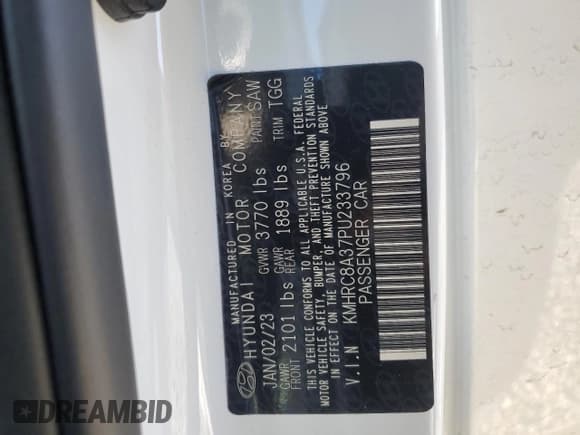 MANUFACTURED IN KOREA BY
HYUNDAI MOTOR COMPANY
JAN/02/23 GVWR 3770 lbs PAINT SAW
GAWR FRONT 2101 lbs GAWR REAR 1889 lbs TRIM TGG
THIS VEHICLE CONFORMS TO ALL APPLICABLE U.S.A. FEDERAL
MOTOR VEHICLE SAFETY, BUMPER, AND THEFT PREVENTION STANDARDS
IN EFFECT ON THE DATE OF MANUFACTURE SHOWN ABOVE
V.I.N KMHRC8A37PU233796
PASSENGER CAR
DREAMBID